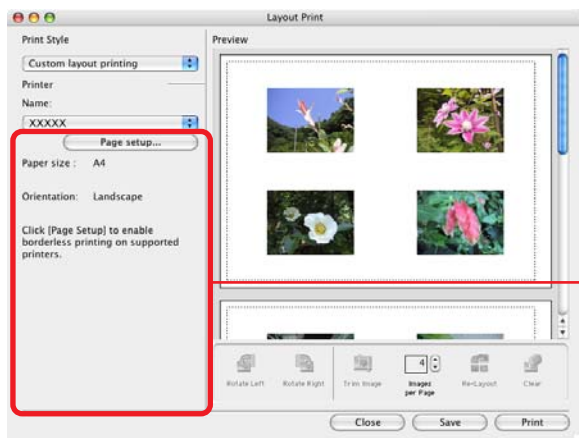 Layout Print
Print Style
Custom layout printing
Printer
Name:
XXXXX
Page setup...
Paper size : A4
Orientation: Landscape
Click [Page Setup] to enable
borderless printing on supported
printers.
Preview
Rotate Left
Rotate Right
Trim Image
4
Images
per Page
Re-Layout
Clear
Close
Save
Print